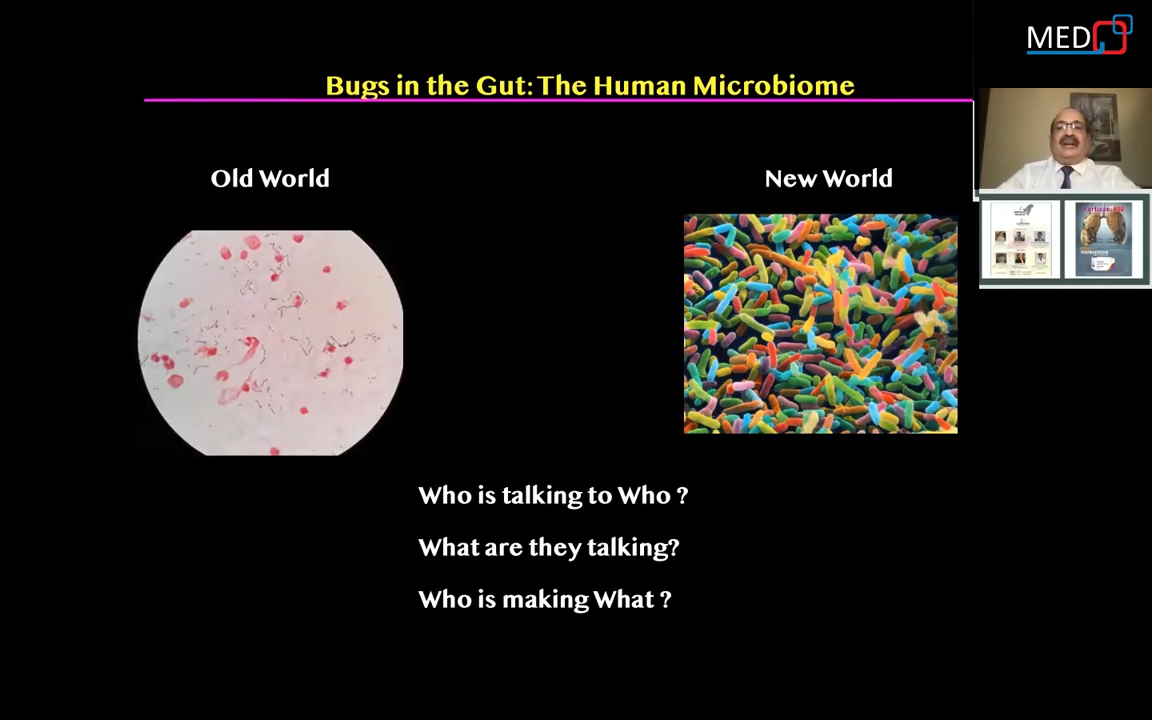 MED
Bugs in the Gut: The Human Microbiome
Old World
New World
Who is talking to Who ?
What are they talking?
Who is making What ?